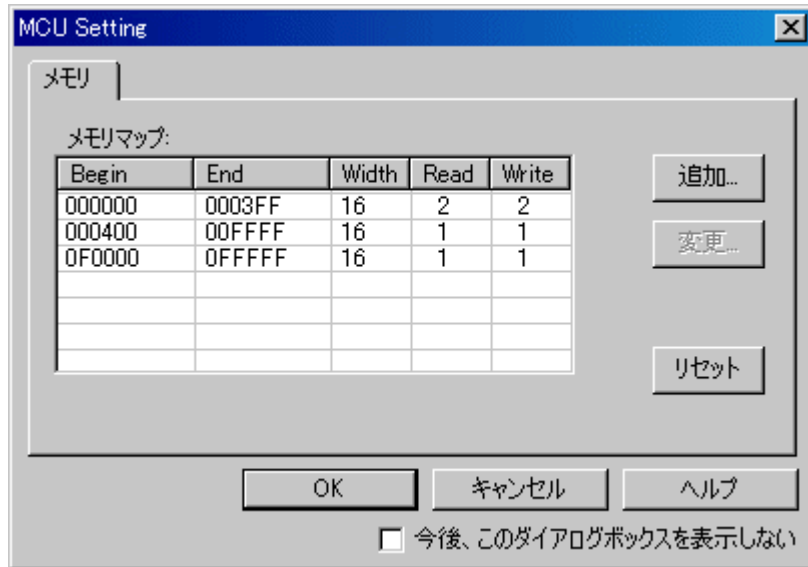 MCU Setting
メモリ
メモリマップ:
Begin End Width Read Write
000000 0003FF 16 2 2
000400 00FFFF 16 1 1
0F0000 0FFFFF 16 1 1
追加...
変更...
リセット
OK キャンセル ヘルプ
今後、このダイアログボックスを表示しない